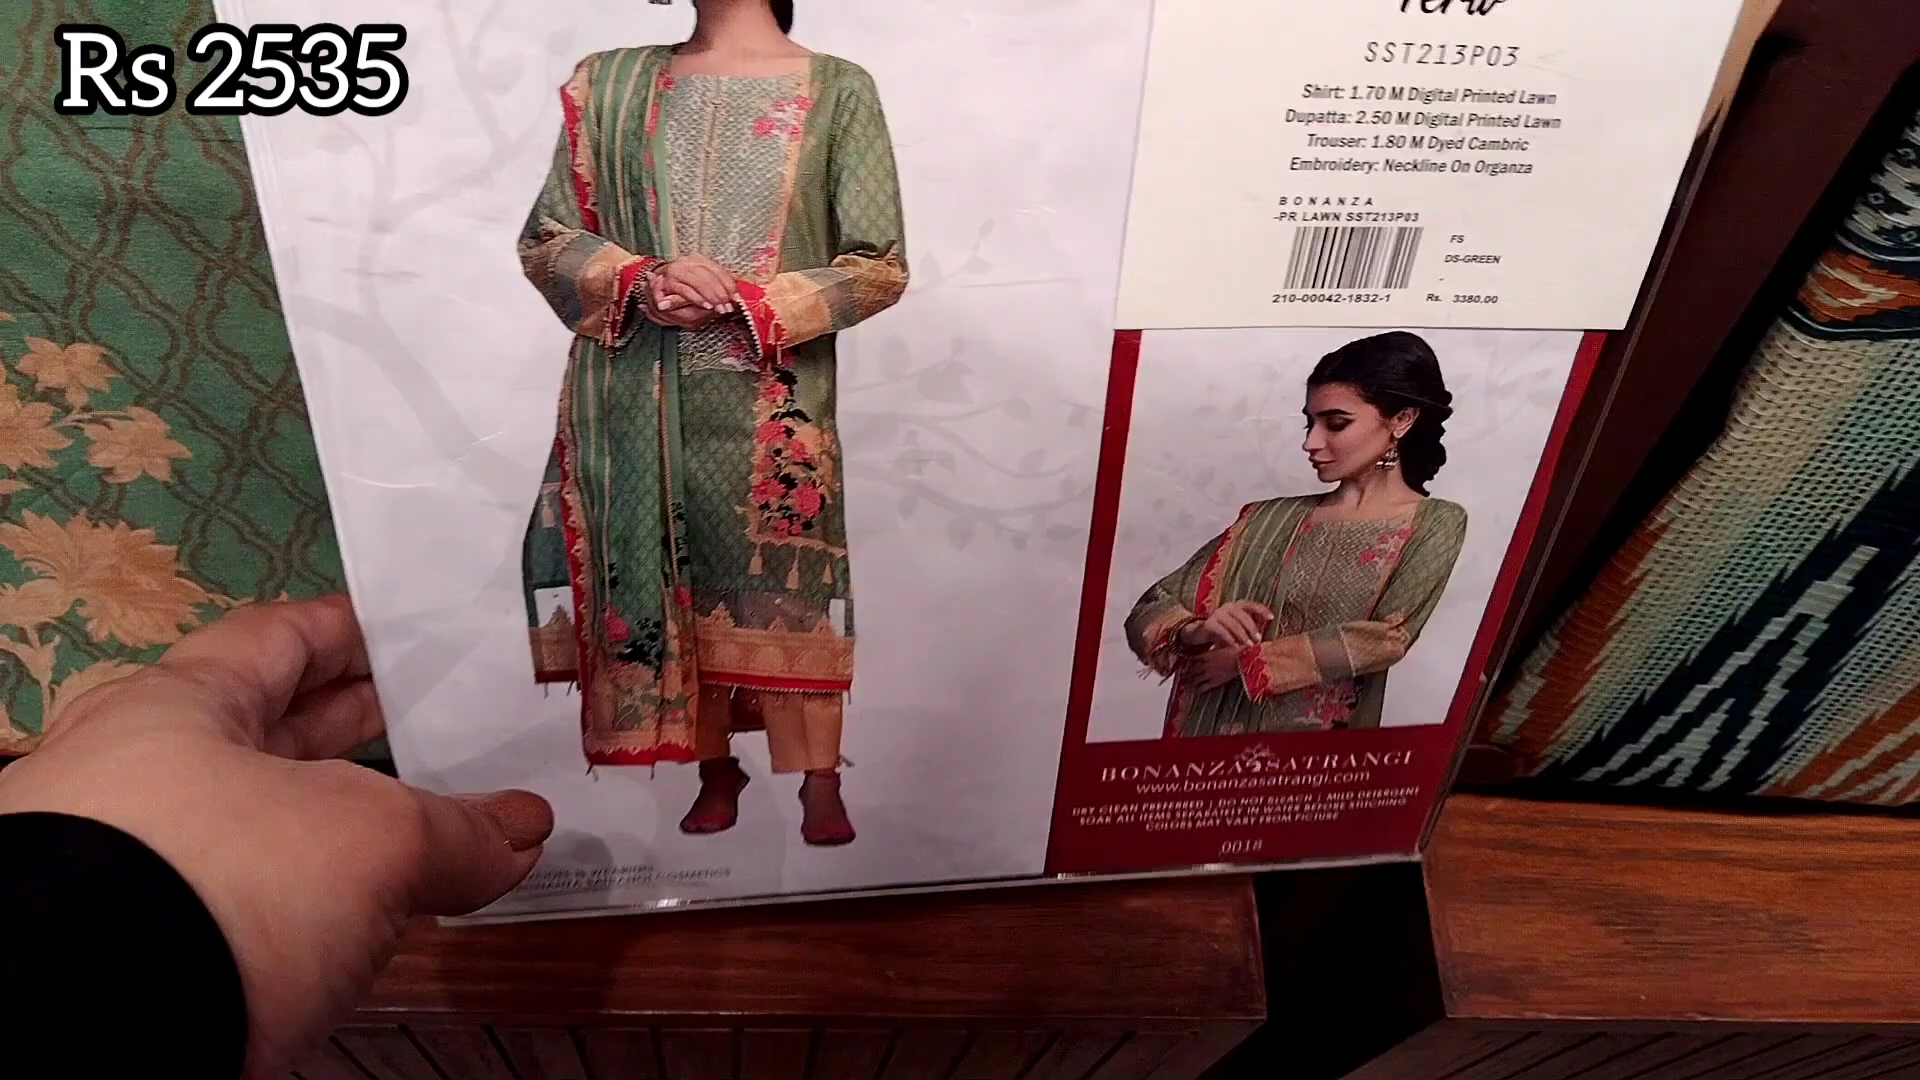 Rs 2535
SST213P03
Shirt: 1.70 M Digital Printed Lawn
Dupatta: 2.50 M Digital Printed Lawn
Trouser: 1.80 M Dyed Cambric
Embroidery: Neckline On Organza
BONANZA
-PR LAWN SST213P03
FS
DS-GREEN
-
210-00042-1832-1 Rs. 3380.00
BONANZA SATRANGI
www.bonanzasatrangi.com
DRY CLEAN PREFERRED | DO NOT BLEACH | MILD DETERGENT
SOAK ALL ITEMS SEPARATELY IN WATER BEFORE STITCHING
COLORS MAY VARY FROM PICTURE
.0018